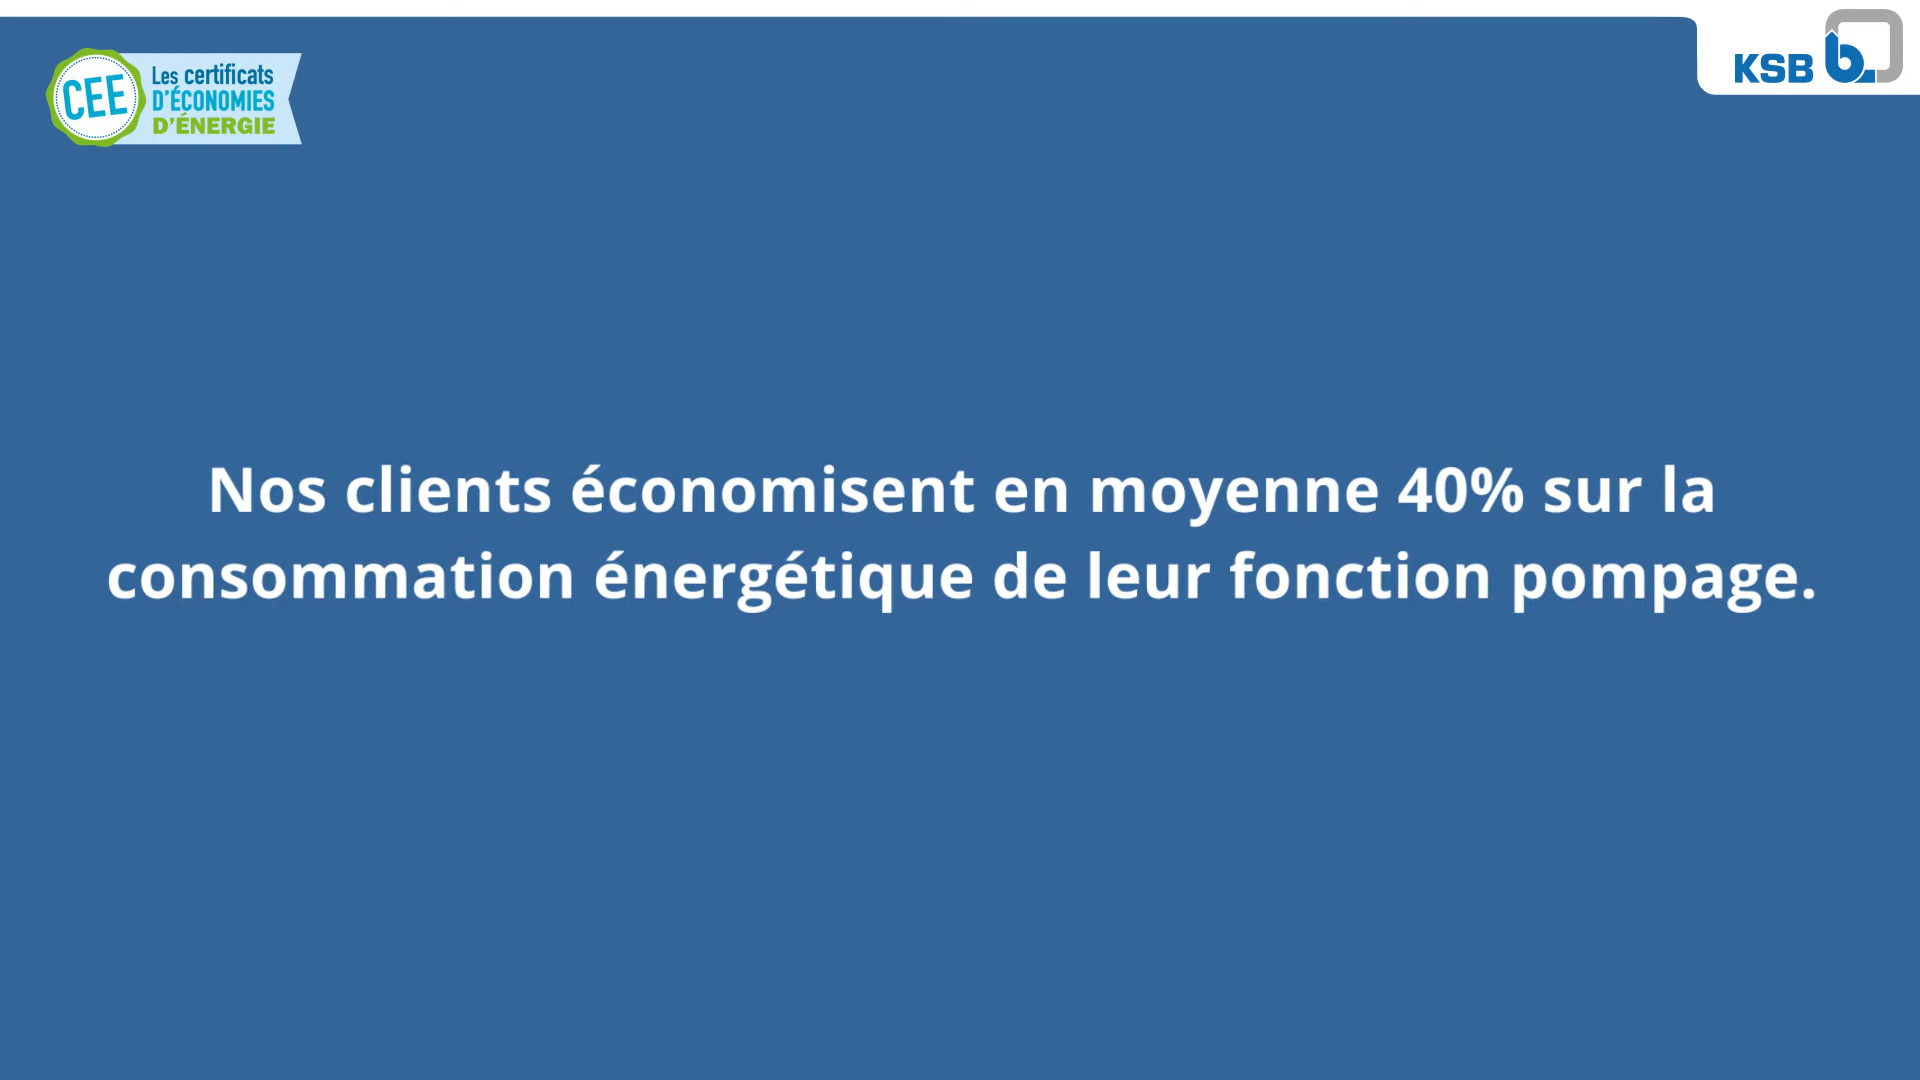 CEE
Les certificats
D'ÉCONOMIES
D'ÉNERGIE
KSB
Nos clients économisent en moyenne 40% sur la
consommation énergétique de leur fonction pompage.